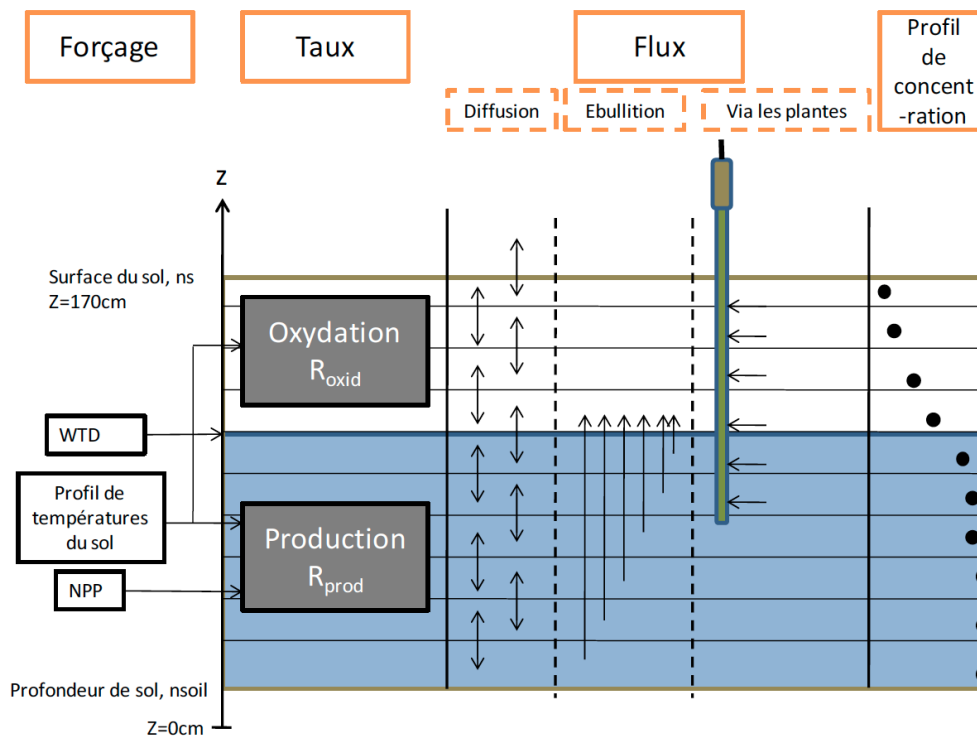 Forçage
Taux
Flux
Profil
de
concent
-ration
Diffusion
Ebullition
Via les plantes
z
Surface du sol, ns
Z=170cm
Oxydation
Roxid
WTD
Profil de
températures
du sol
Production
Rprod
NPP
Profondeur de sol, nsoil
Z=0cm